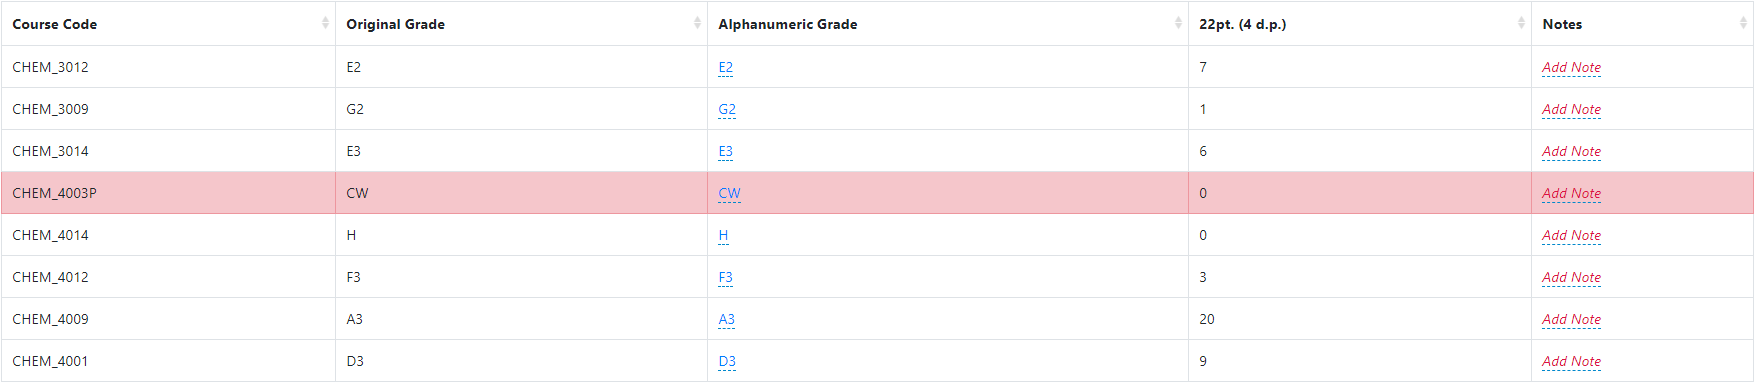 Course Code Original Grade Alphanumeric Grade 22pt. (4 d.p.) Notes
CHEM_3012 E2 E2 7 Add Note
CHEM_3009 G2 G2 1 Add Note
CHEM_3014 E3 E3 6 Add Note
CHEM_4003P CW CW 0 Add Note
CHEM_4014 H H 0 Add Note
CHEM_4012 F3 F3 3 Add Note
CHEM_4009 A3 A3 20 Add Note
CHEM_4001 D3 D3 9 Add Note